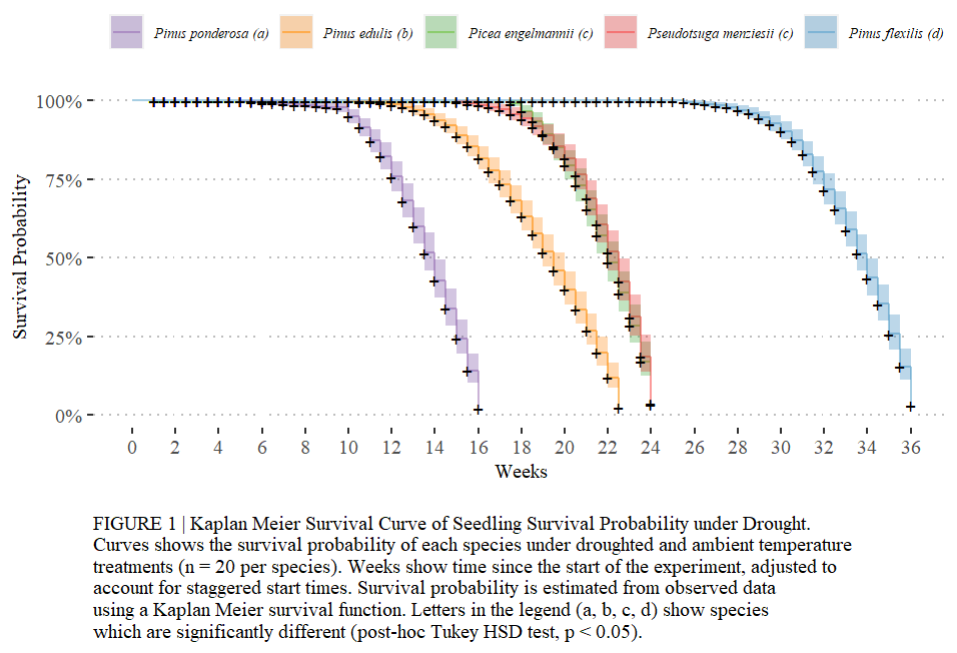 Pinus ponderosa (a) Pinus edulis (b) Picea engelmannii (c) Pseudotsuga menziesii (c) Pinus flexilis (d)
100%
75%
50%
25%
0%
Survival Probability
0 2 4 6 8 10 12 14 16 18 20 22 24 26 28 30 32 34 36
Weeks
FIGURE 1 | Kaplan Meier Survival Curve of Seedling Survival Probability under Drought.
Curves shows the survival probability of each species under droughted and ambient temperature
treatments (n = 20 per species). Weeks show time since the start of the experiment, adjusted to
account for staggered start times. Survival probability is estimated from observed data
using a Kaplan Meier survival function. Letters in the legend (a, b, c, d) show species
which are significantly different (post-hoc Tukey HSD test, p < 0.05).